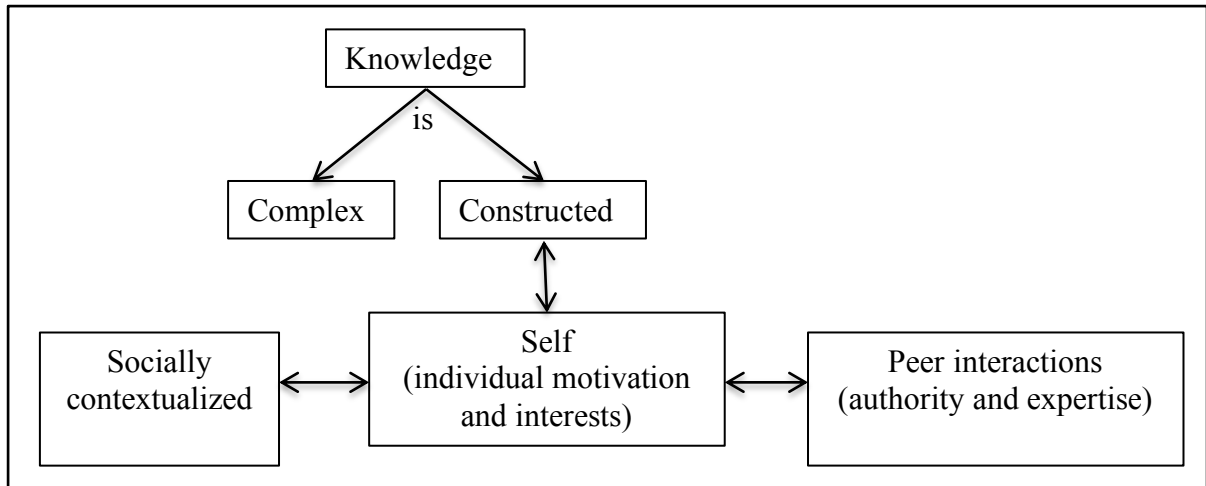 Knowledge
is
Complex
Constructed
Socially
contextualized
Self
(individual motivation
and interests)
Peer interactions
(authority and expertise)